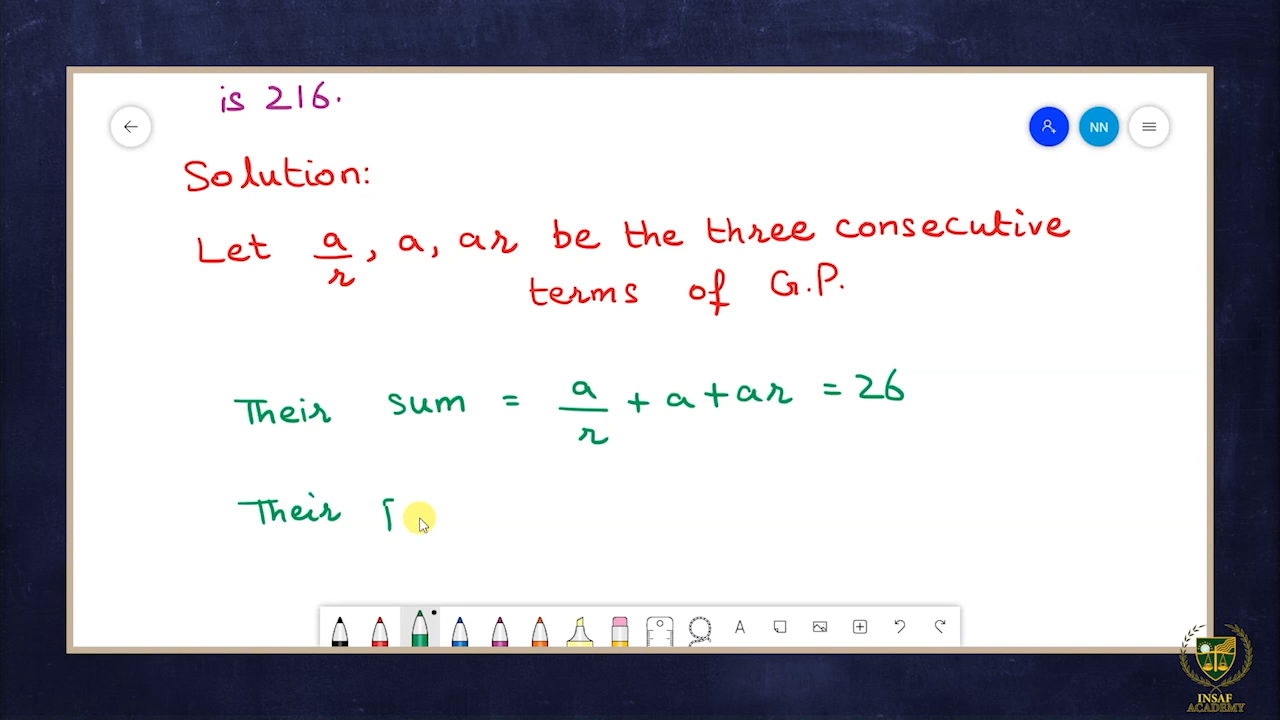 is 216.
NN
Solution:
Let a/r, a, ar be the three consecutive
terms of G.P.
Their sum = a/r + a + ar = 26
Their
A
INSAF
ACADEMY